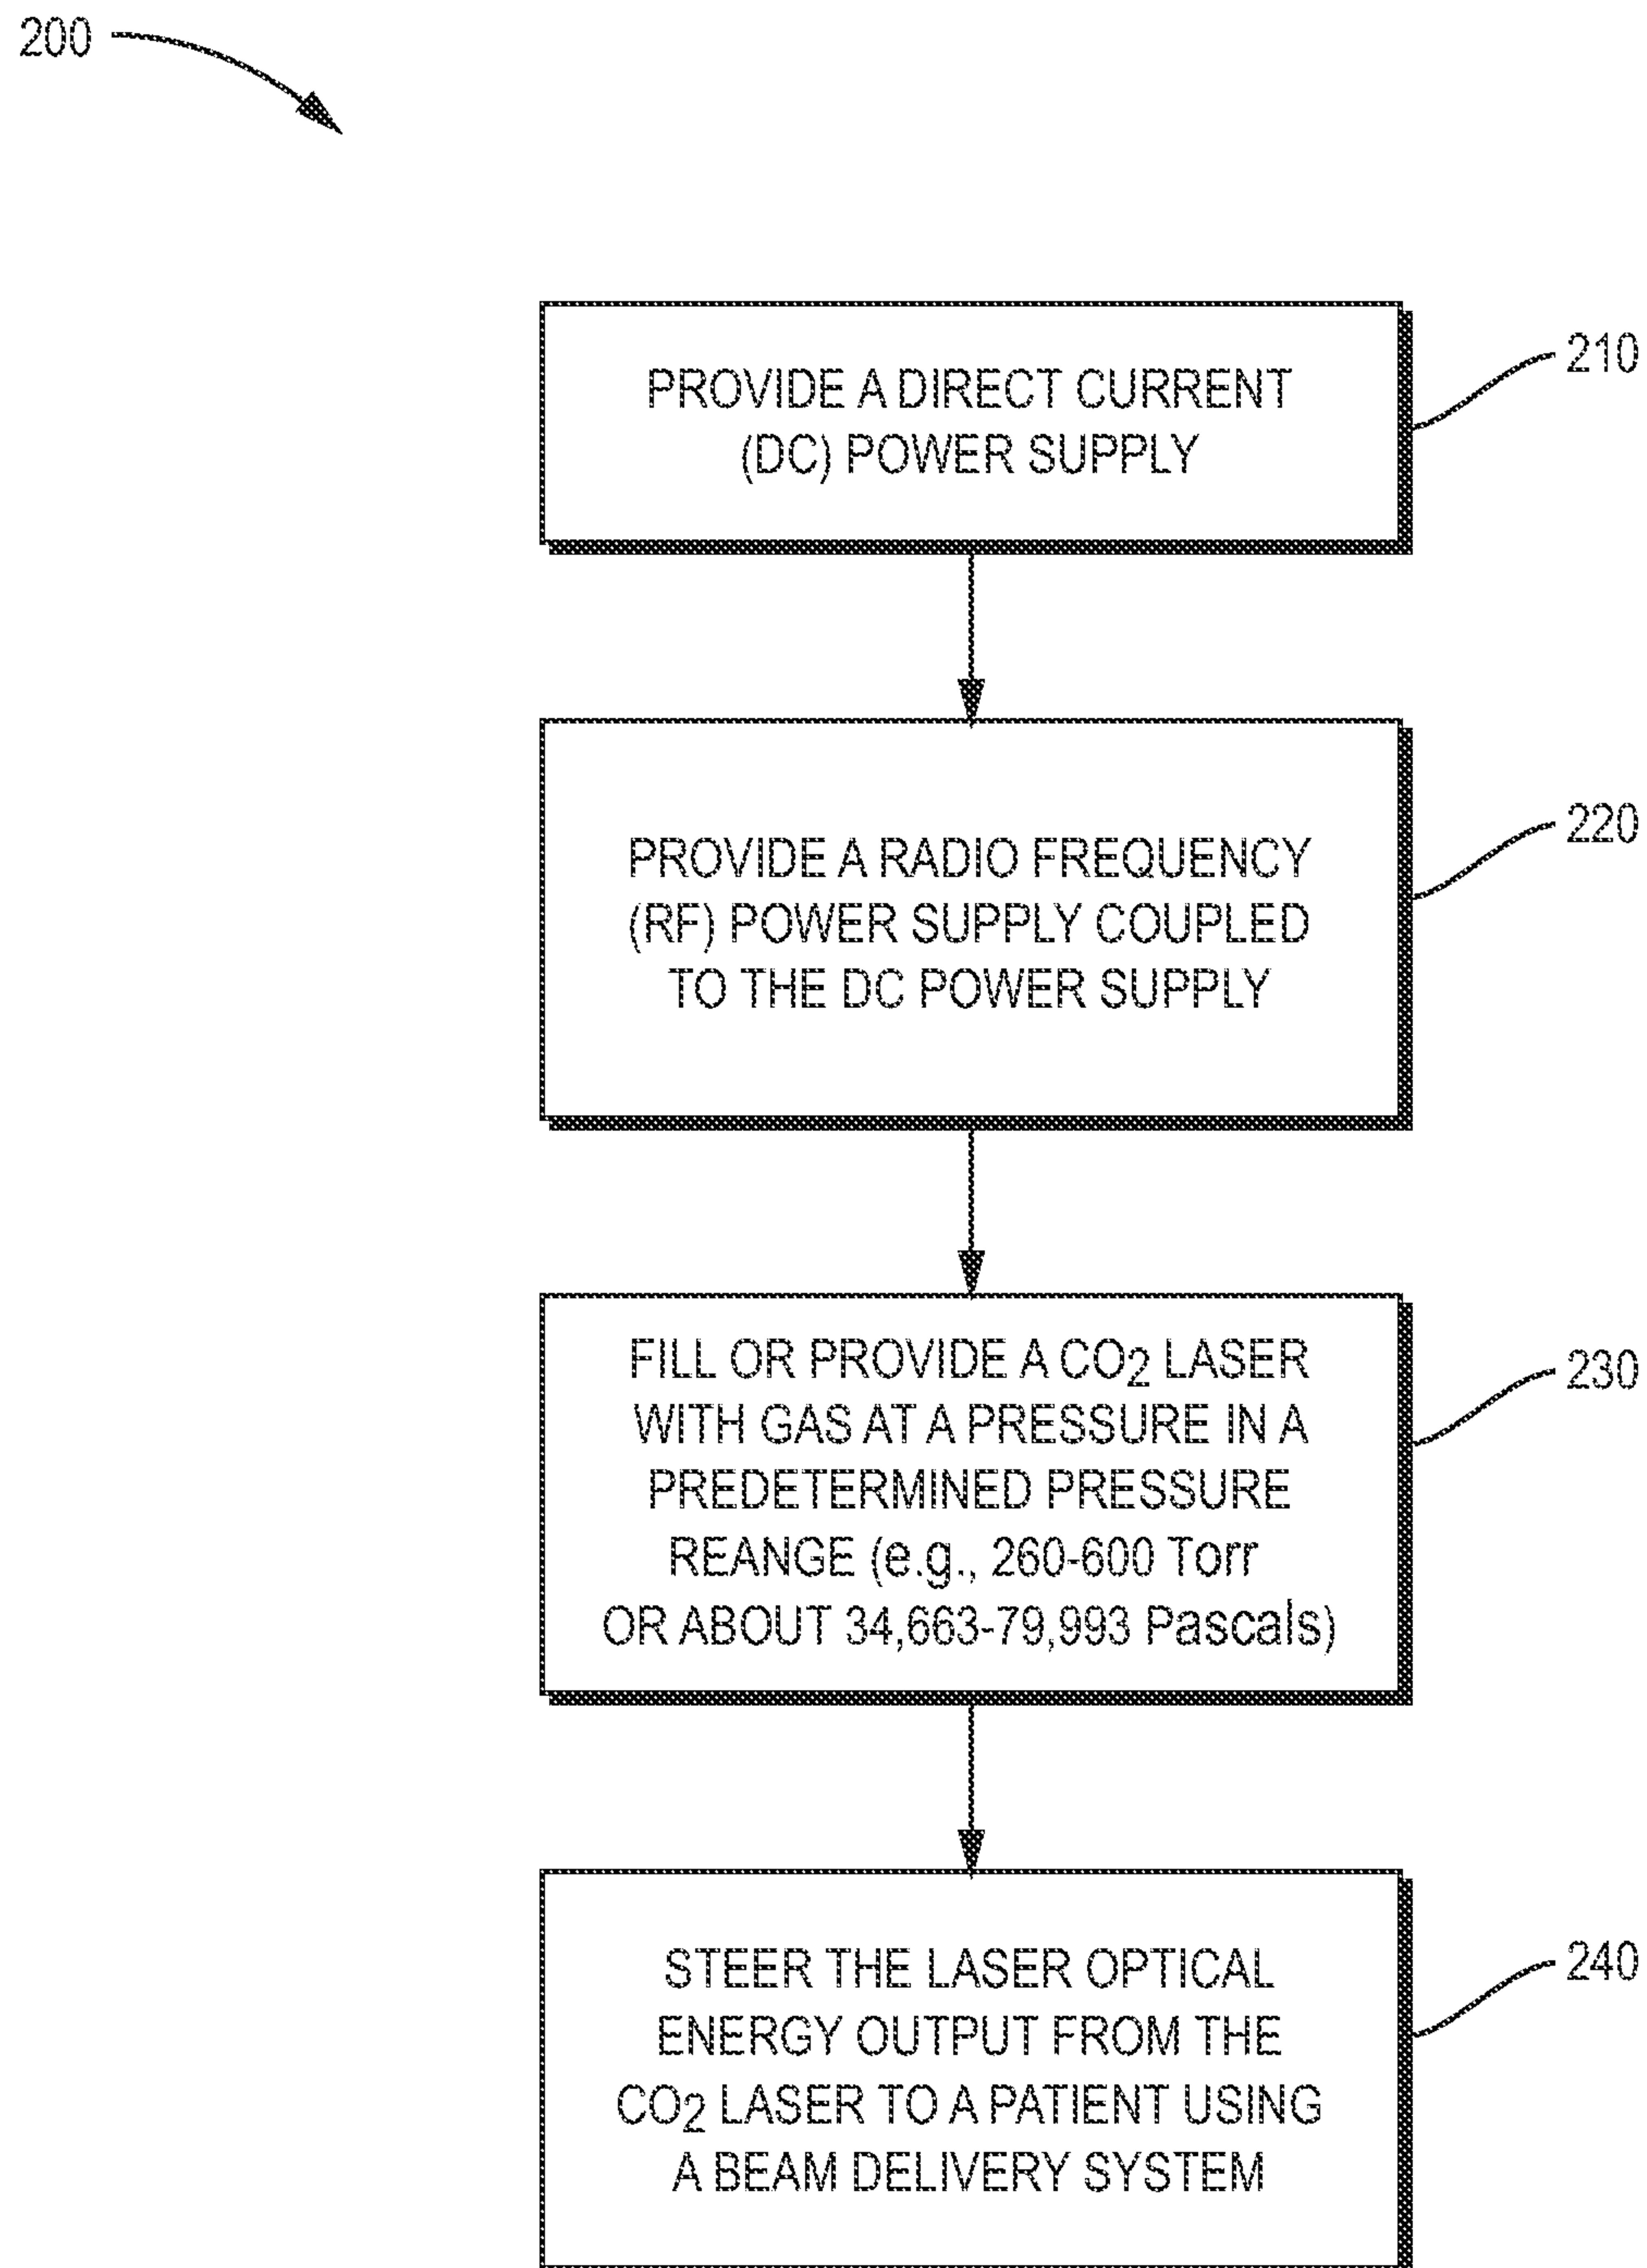 200
PROVIDE A DIRECT CURRENT
(DC) POWER SUPPLY
210
PROVIDE A RADIO FREQUENCY
(RF) POWER SUPPLY COUPLED
TO THE DC POWER SUPPLY
220
FILL OR PROVIDE A CO2 LASER
WITH GAS AT A PRESSURE IN A
PREDETERMINED PRESSURE
REANGE (e.g., 260-600 Torr
OR ABOUT 34,663-79,993 Pascals)
230
STEER THE LASER OPTICAL
ENERGY OUTPUT FROM THE
CO2 LASER TO A PATIENT USING
A BEAM DELIVERY SYSTEM
240